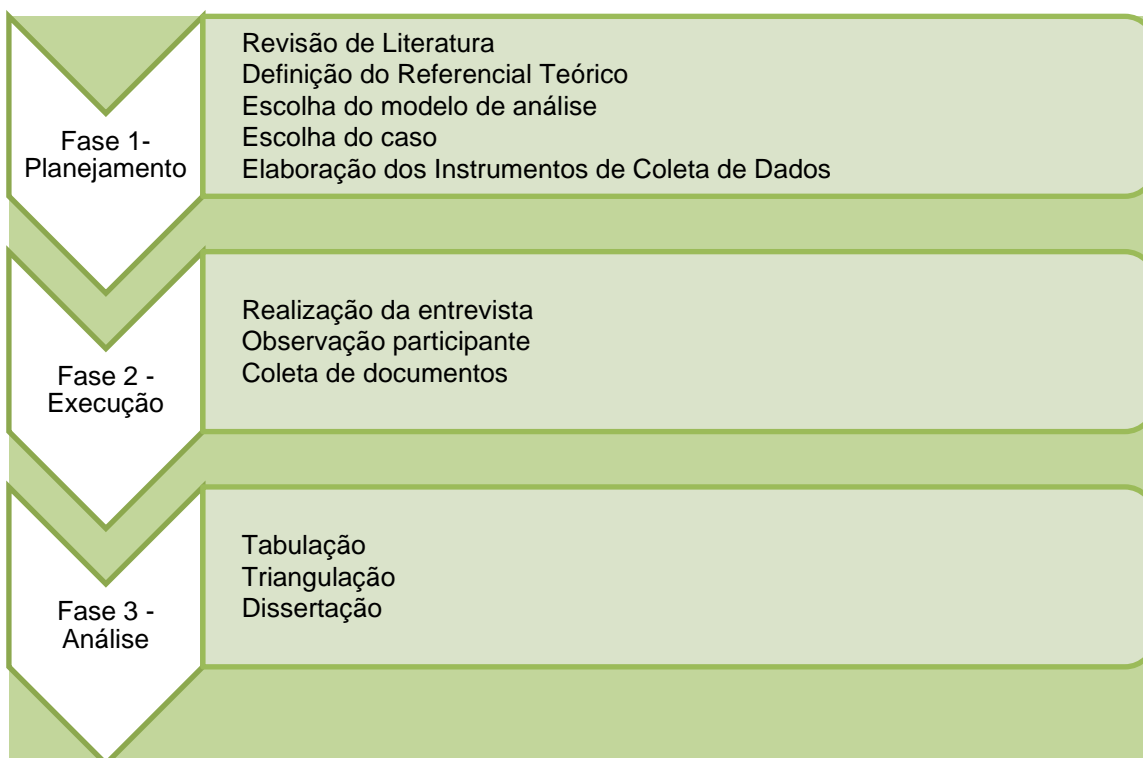 Fase 1-
Planejamento
Revisão de Literatura
Definição do Referencial Teórico
Escolha do modelo de análise
Escolha do caso
Elaboração dos Instrumentos de Coleta de Dados
Fase 2 -
Execução
Realização da entrevista
Observação participante
Coleta de documentos
Fase 3 -
Análise
Tabulação
Triangulação
Dissertação